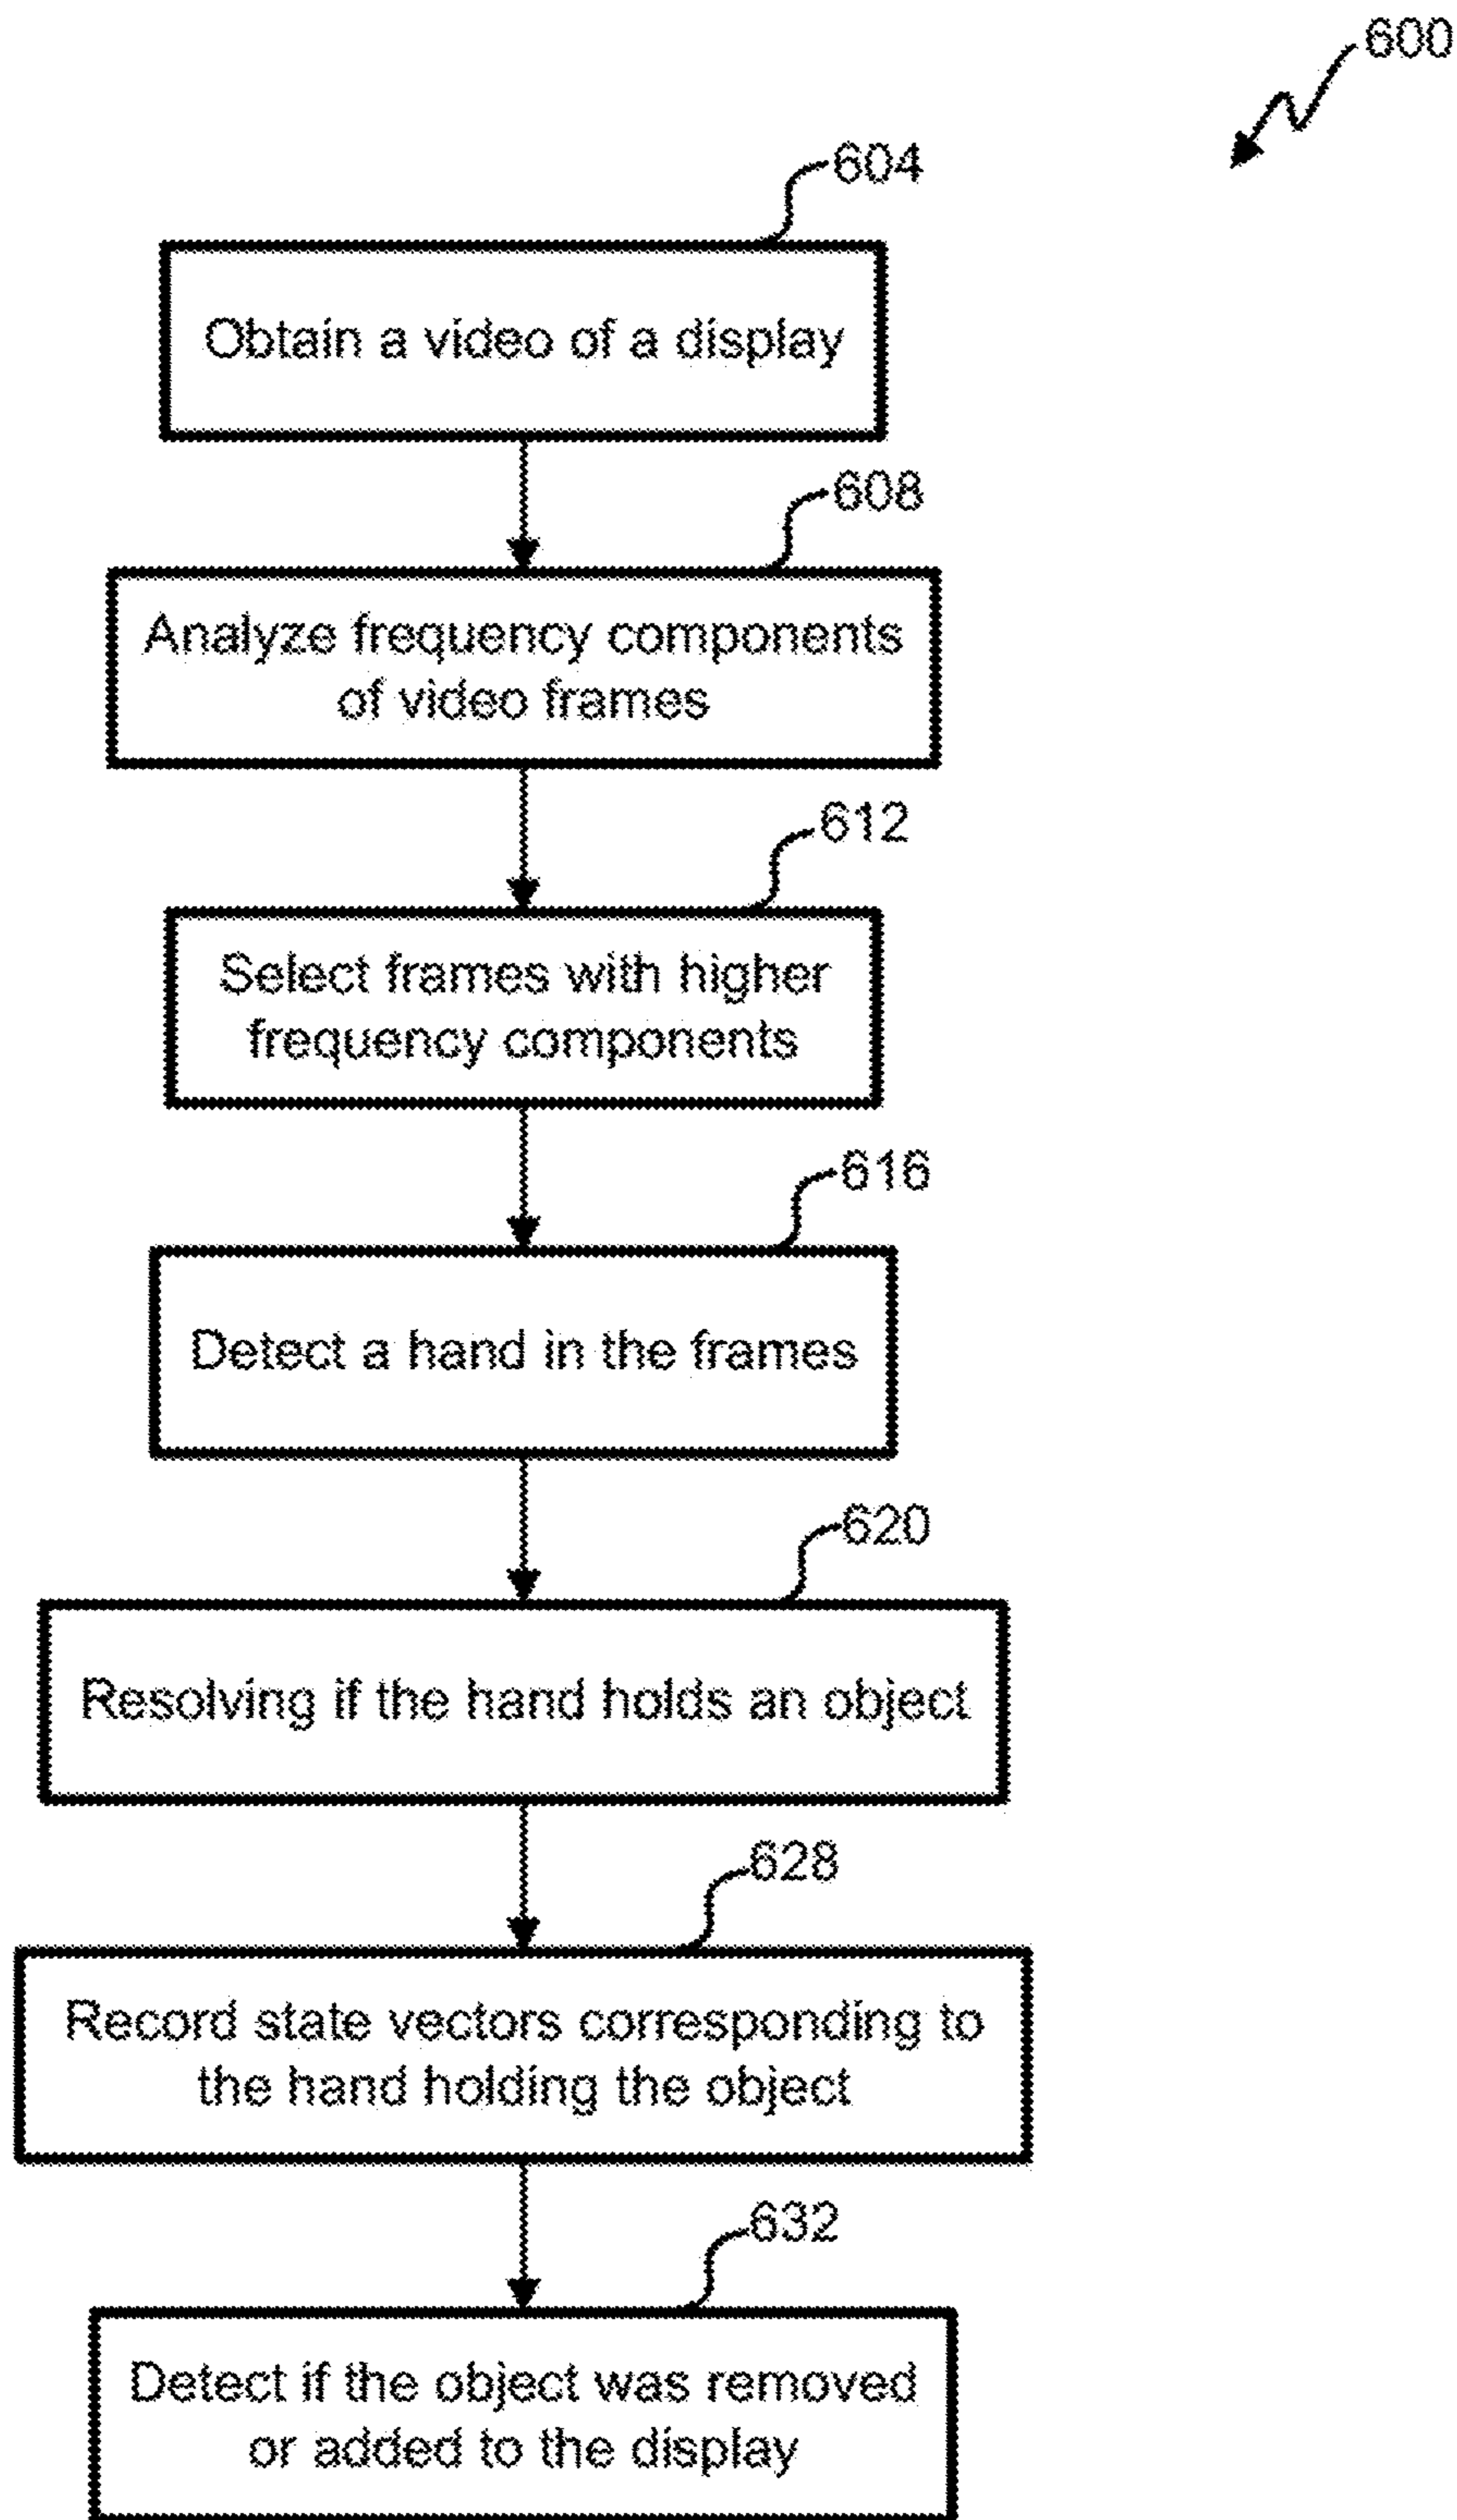 600
604
Obtain a video of a display
608
Analyze frequency components
of video frames
612
Select frames with higher
frequency components
616
Detect a hand in the frames
620
Resolving if the hand holds an object
628
Record state vectors corresponding to
the hand holding the object
632
Detect if the object was removed
or added to the display